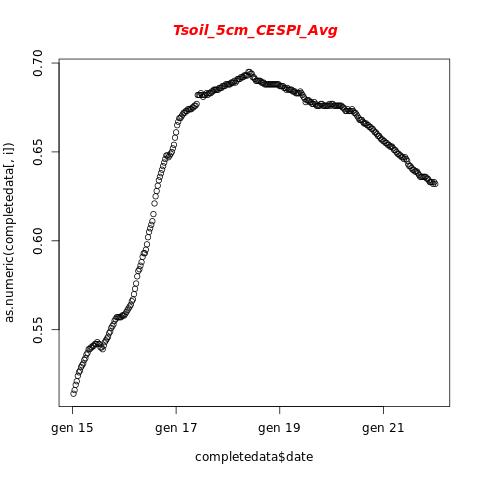 Tsoil_5cm_CESPI_Avg
as.numeric(completedata[, i])
0.70
0.65
0.60
0.55
gen 15
gen 17
gen 19
gen 21
completedata$date